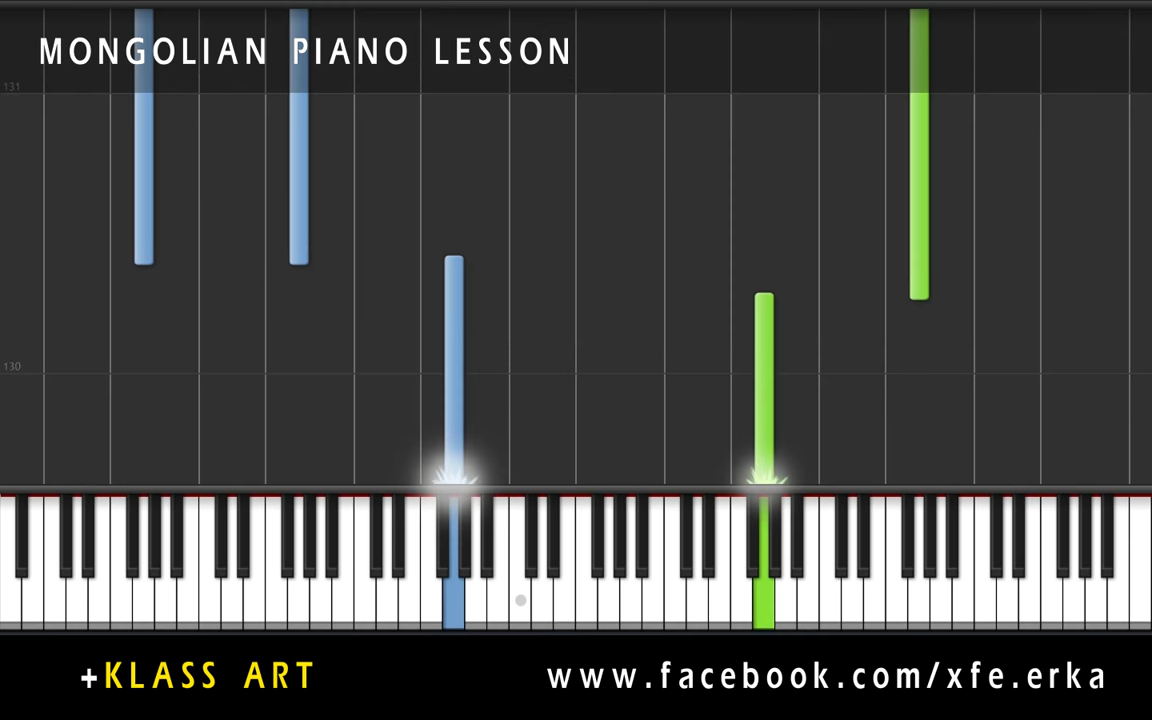 MONGOLIAN PIANO LESSON
131
130
+KLASS ART
www.facebook.com/xfe.erka